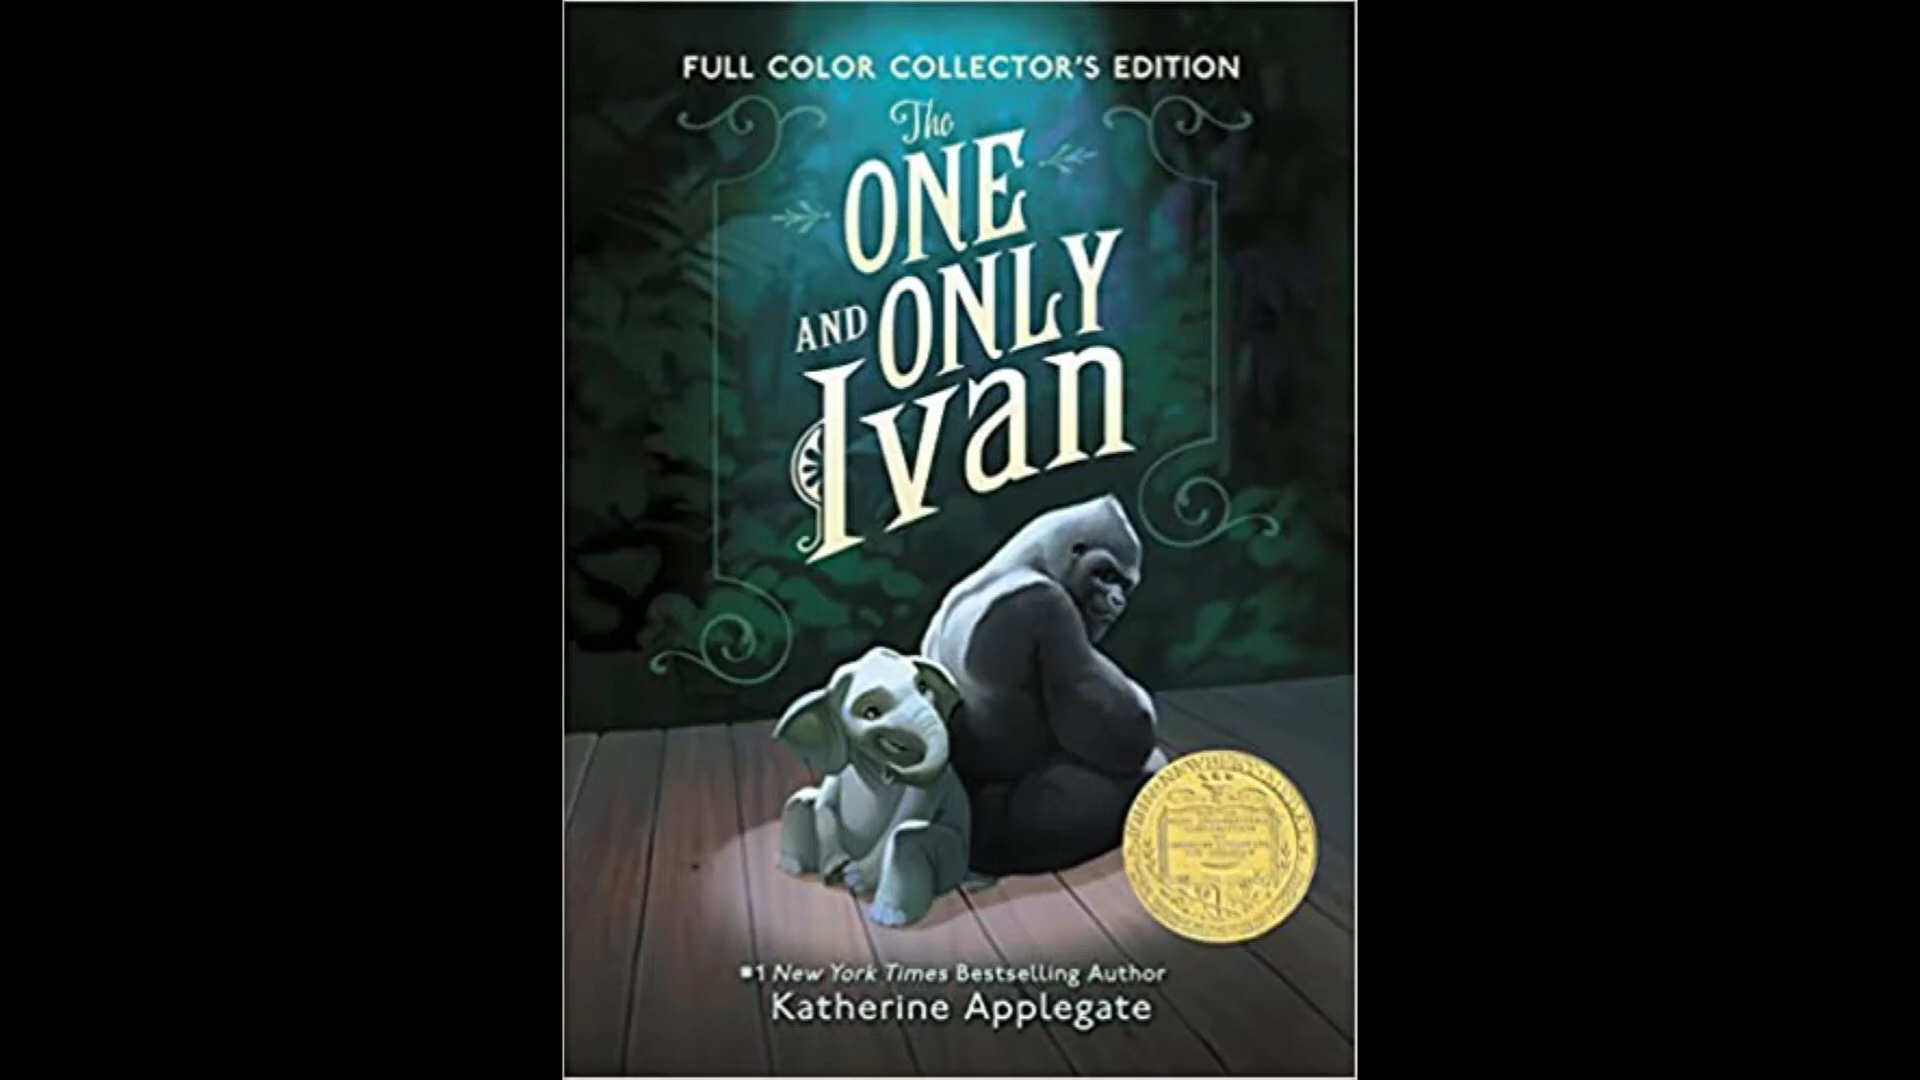 FULL COLOR COLLECTOR'S EDITION
The
ONE
AND ONLY
Ivan
#1 New York Times Bestselling Author
Katherine Applegate